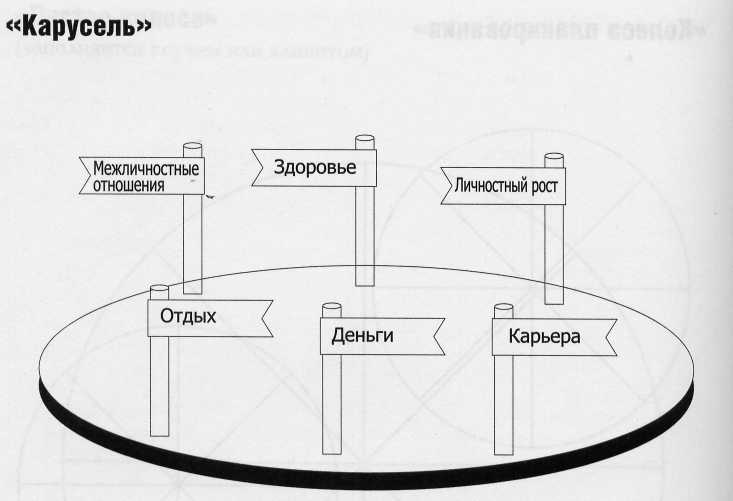 «Карусель»
Межличностные
отношения
Здоровье
Личностный рост
Отдых
Деньги
Карьера